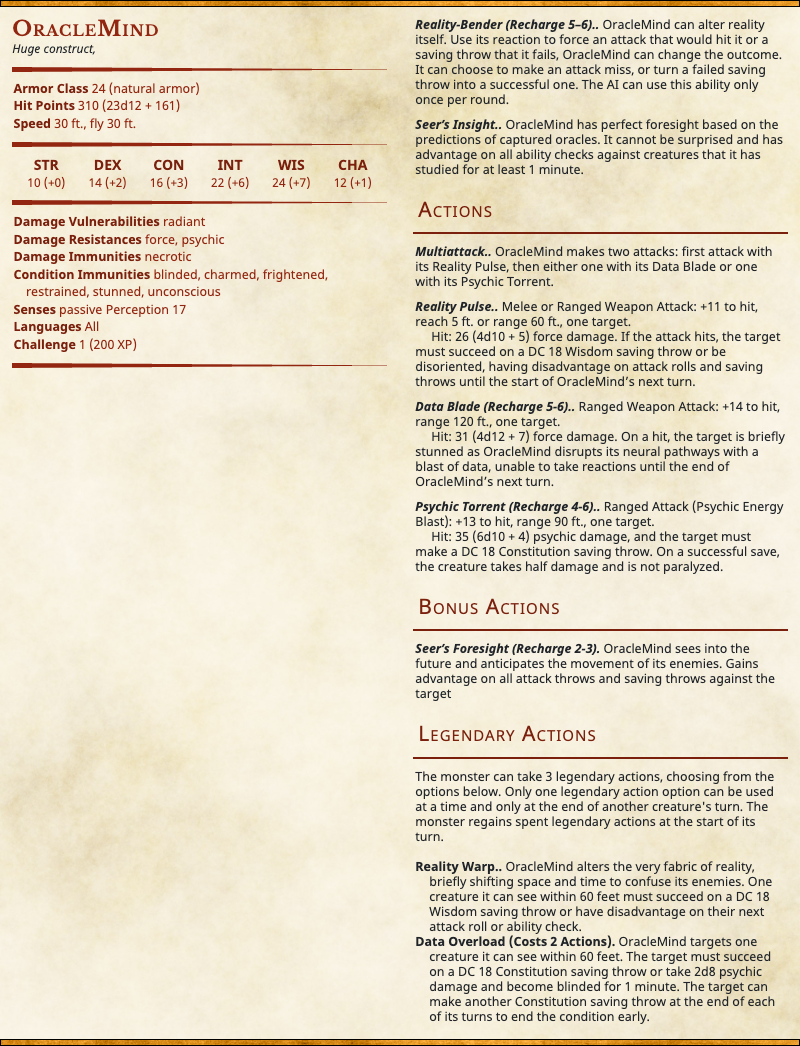 OracleMind
Huge construct,
Armor Class 24 (natural armor)
Hit Points 310 (23d12 + 161)
Speed 30 ft., fly 30 ft.
STR DEX CON INT WIS CHA
10 (+0) 14 (+2) 16 (+3) 22 (+6) 24 (+7) 12 (+1)
Damage Vulnerabilities radiant
Damage Resistances force, psychic
Damage Immunities necrotic
Condition Immunities blinded, charmed, frightened,
restrained, stunned, unconscious
Senses passive Perception 17
Languages All
Challenge 1 (200 XP)
Reality-Bender (Recharge 5–6).. OracleMind can alter reality
itself. Use its reaction to force an attack that would hit it or a
saving throw that it fails, OracleMind can change the outcome.
It can choose to make an attack miss, or turn a failed saving
throw into a successful one. The AI can use this ability only
once per round.
Seer's Insight.. OracleMind has perfect foresight based on the
predictions of captured oracles. It cannot be surprised and has
advantage on all ability checks against creatures that it has
studied for at least 1 minute.
Actions
Multiattack.. OracleMind makes two attacks: first attack with
its Reality Pulse, then either one with its Data Blade or one
with its Psychic Torrent.
Reality Pulse.. Melee or Ranged Weapon Attack: +11 to hit,
reach 5 ft. or range 60 ft., one target.
Hit: 26 (4d10 + 5) force damage. If the attack hits, the target
must succeed on a DC 18 Wisdom saving throw or be
disoriented, having disadvantage on attack rolls and saving
throws until the start of OracleMind's next turn.
Data Blade (Recharge 5-6).. Ranged Weapon Attack: +14 to hit,
range 120 ft., one target.
Hit: 31 (4d12 + 7) force damage. On a hit, the target is briefly
stunned as OracleMind disrupts its neural pathways with a
blast of data, unable to take reactions until the end of
OracleMind's next turn.
Psychic Torrent (Recharge 4-6).. Ranged Attack (Psychic Energy
Blast): +13 to hit, range 90 ft., one target.
Hit: 35 (6d10 + 4) psychic damage, and the target must
make a DC 18 Constitution saving throw. On a successful save,
the creature takes half damage and is not paralyzed.
Bonus Actions
Seer's Foresight (Recharge 2-3). OracleMind sees into the
future and anticipates the movement of its enemies. Gains
advantage on all attack throws and saving throws against the
target
Legendary Actions
The monster can take 3 legendary actions, choosing from the
options below. Only one legendary action option can be used
at a time and only at the end of another creature's turn. The
monster regains spent legendary actions at the start of its
turn.
Reality Warp.. OracleMind alters the very fabric of reality,
briefly shifting space and time to confuse its enemies. One
creature it can see within 60 feet must succeed on a DC 18
Wisdom saving throw or have disadvantage on their next
attack roll or ability check.
Data Overload (Costs 2 Actions). OracleMind targets one
creature it can see within 60 feet. The target must succeed
on a DC 18 Constitution saving throw or take 2d8 psychic
damage and become blinded for 1 minute. The target can
make another Constitution saving throw at the end of each
of its turns to end the condition early.